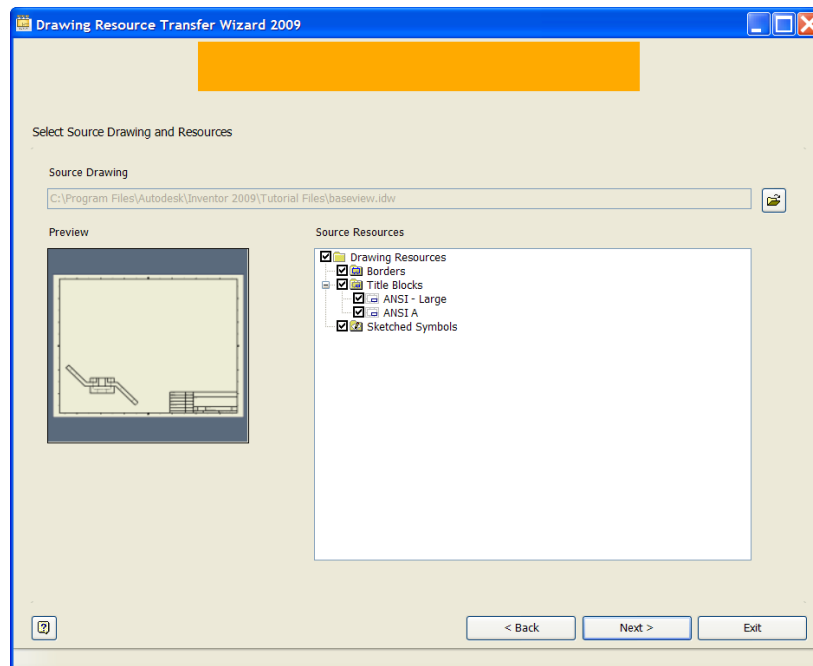 Drawing Resource Transfer Wizard 2009
Select Source Drawing and Resources
Source Drawing
C:\Program Files\Autodesk\Inventor 2009\Tutorial Files\baseview.idw
Preview
Source Resources
Drawing Resources
Borders
Title Blocks
ANSI - Large
ANSI A
Sketched Symbols
< Back
Next >
Exit